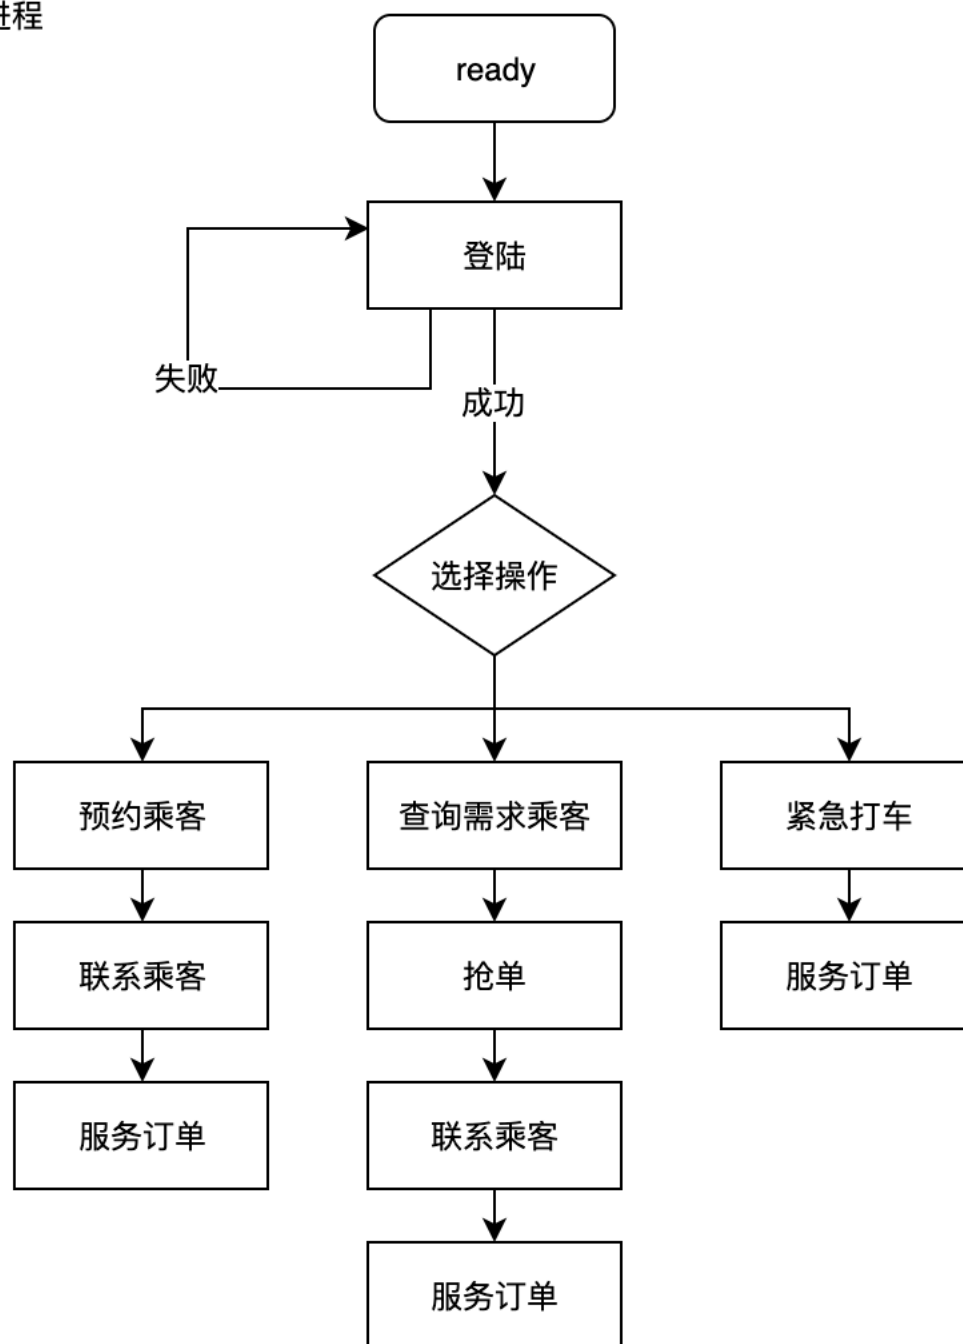 进程
ready
登陆
失败
成功
选择操作
预约乘客
查询需求乘客
紧急打车
联系乘客
抢单
服务订单
服务订单
联系乘客
服务订单